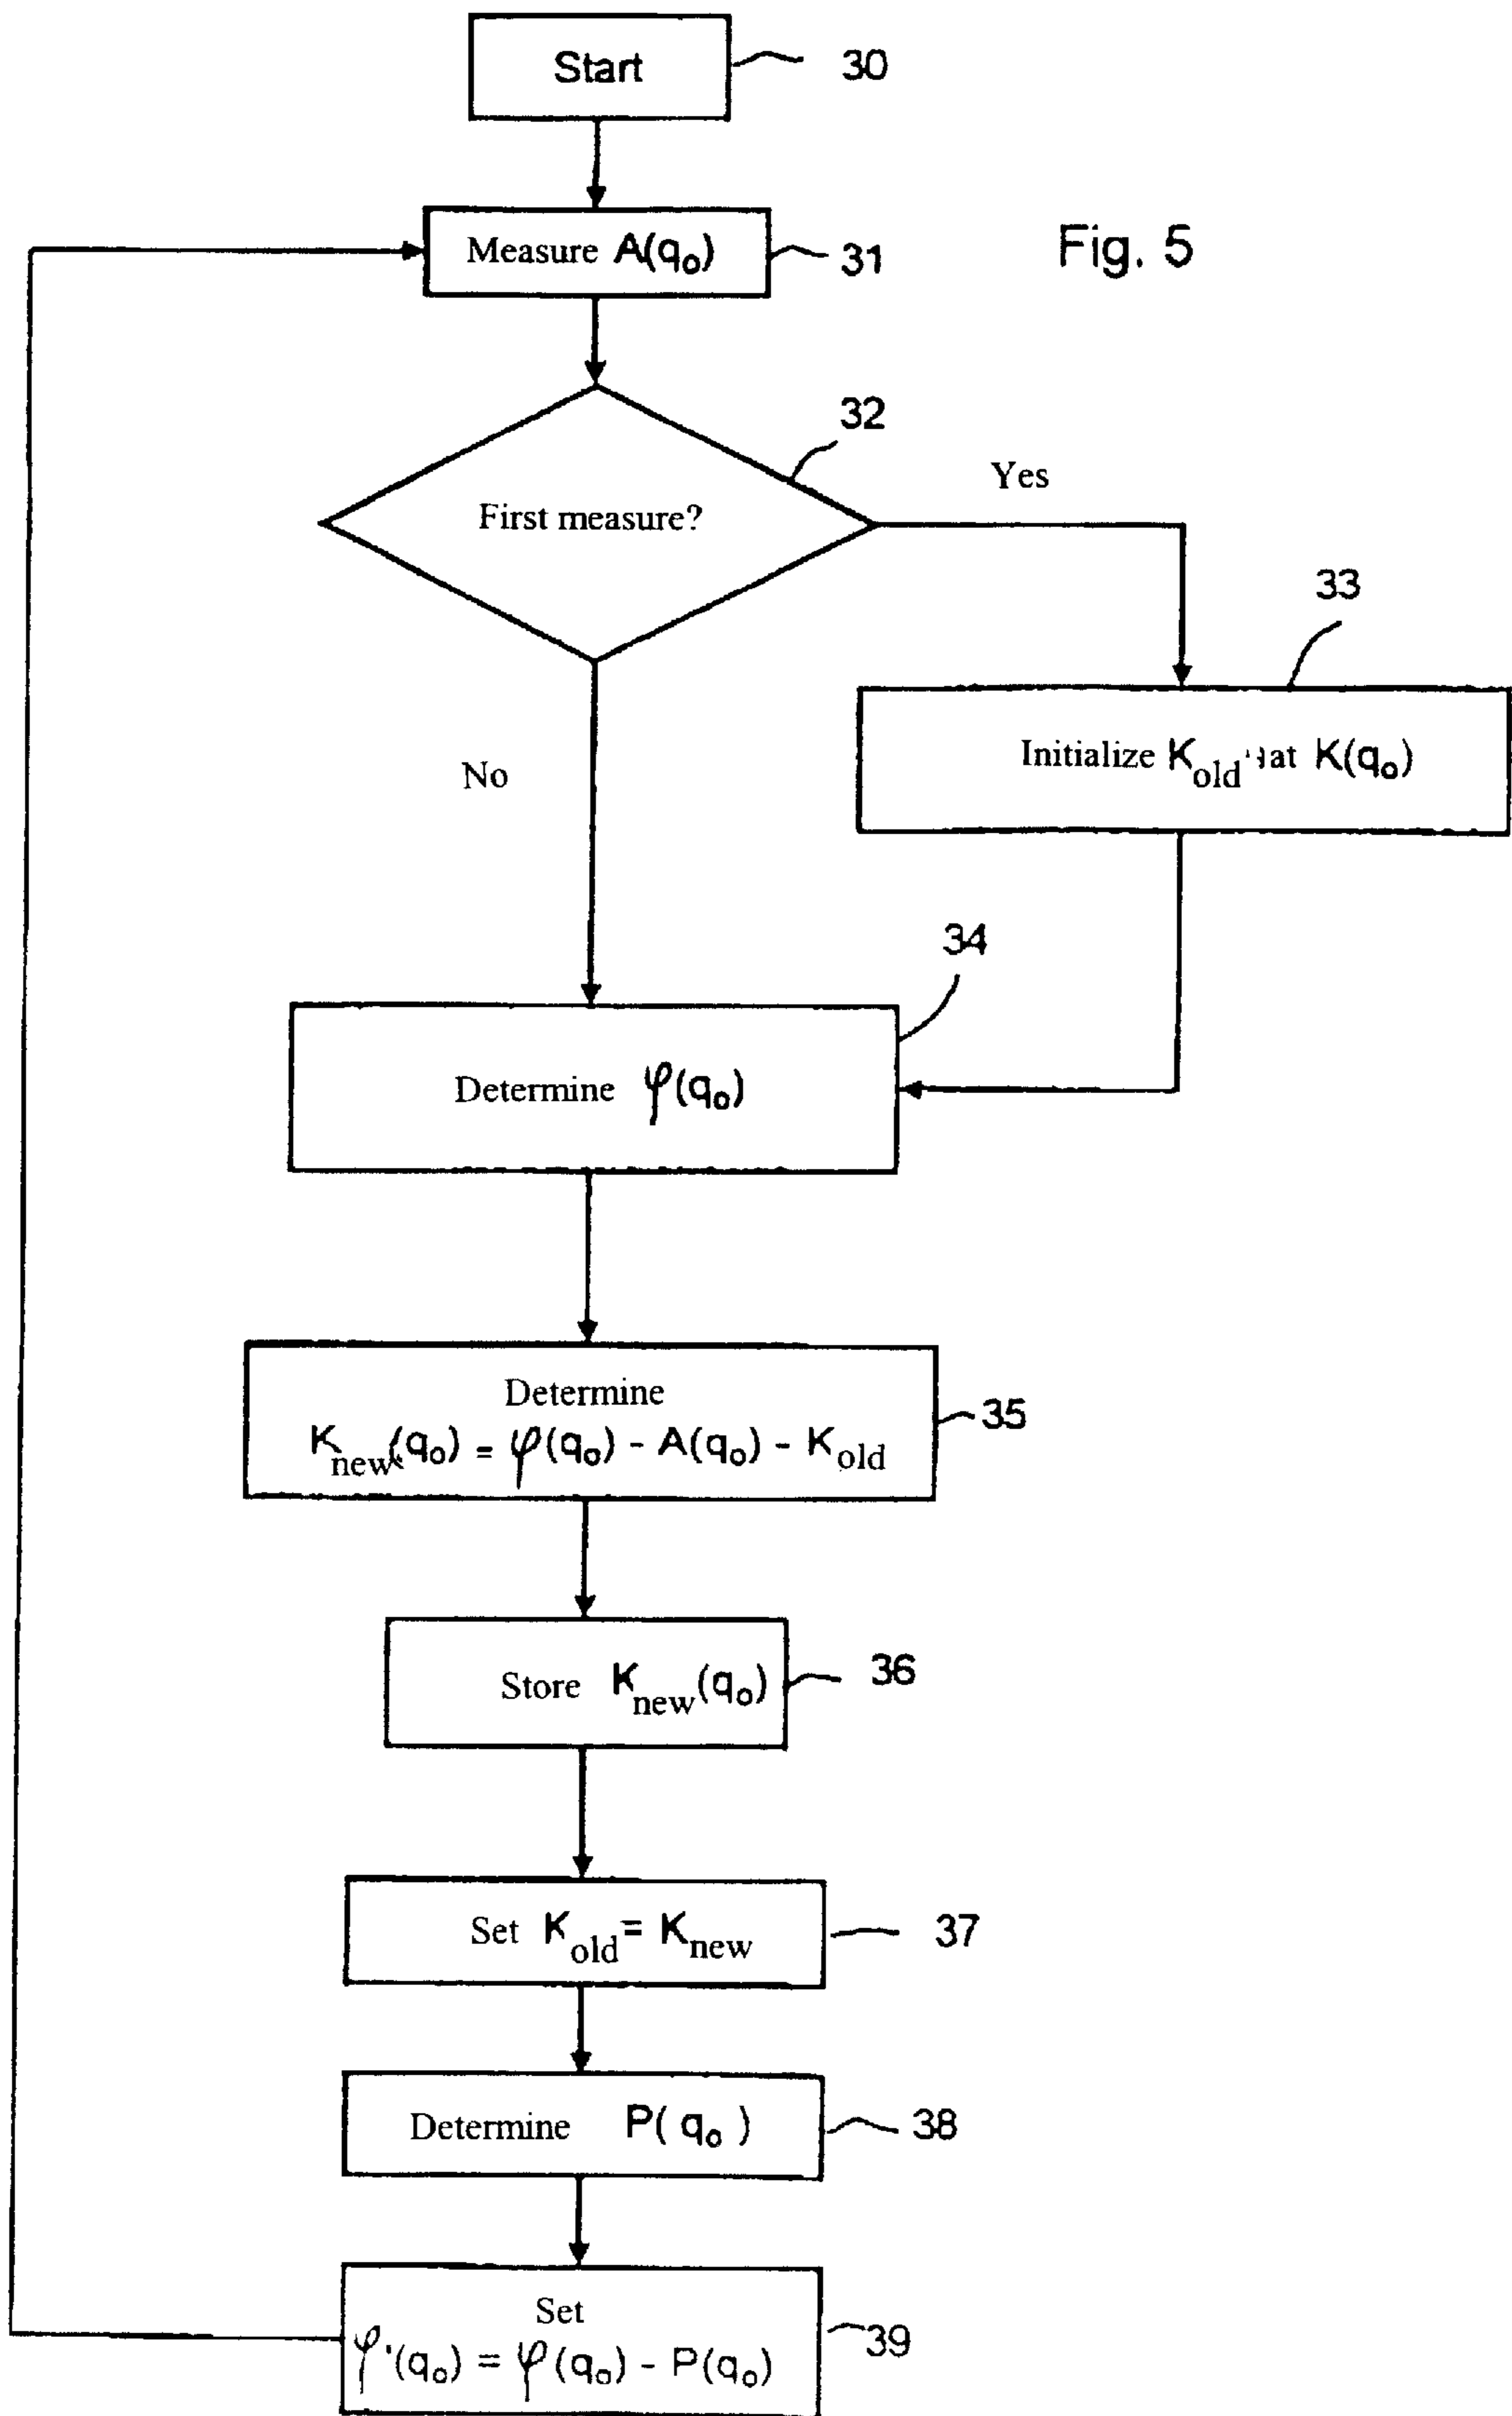 Start
30
Measure A(q₀)
31
Fig. 5
32
First measure?
Yes
33
Initialize K_old at K(q₀)
No
34
Determine φ(q₀)
Determine
K_new(q₀) = φ(q₀) - A(q₀) - K_old
35
Store K_new(q₀)
36
Set K_old = K_new
37
Determine P(q₀)
38
Set
φ'(q₀) = φ(q₀) - P(q₀)
39